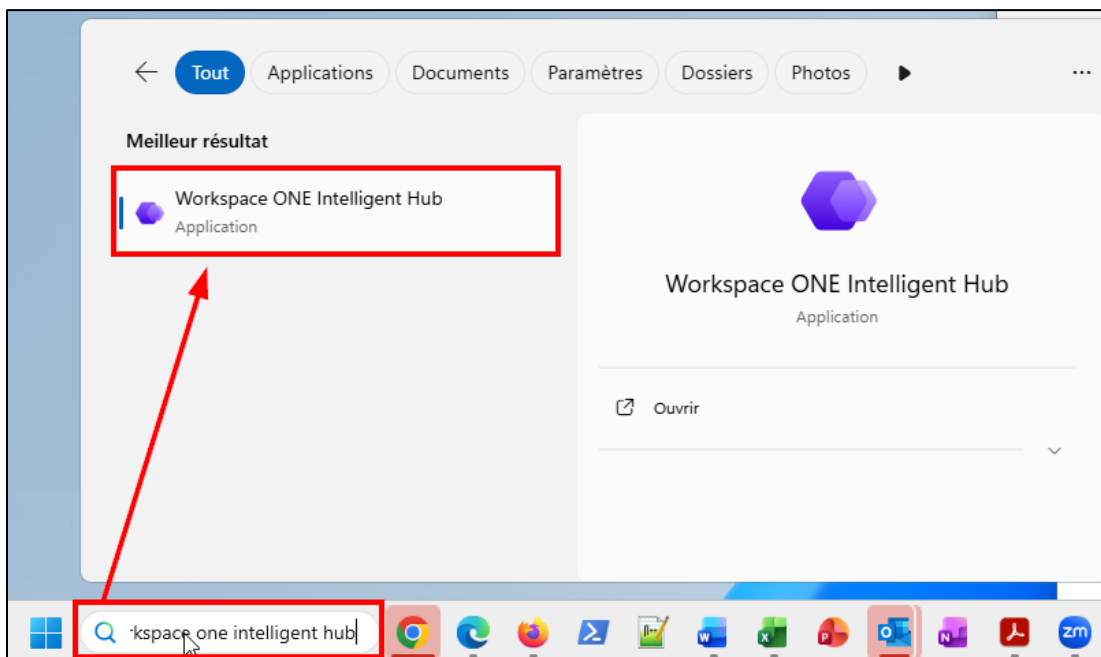 Tout Applications Documents Paramètres Dossiers Photos ...
Meilleur résultat
Workspace ONE Intelligent Hub
Application
Workspace ONE Intelligent Hub
Application
Ouvrir
kspace one intelligent hub
W X P N zm